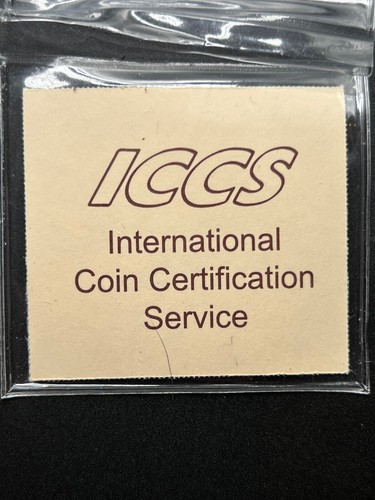 ICCS
International
Coin Certification
Service